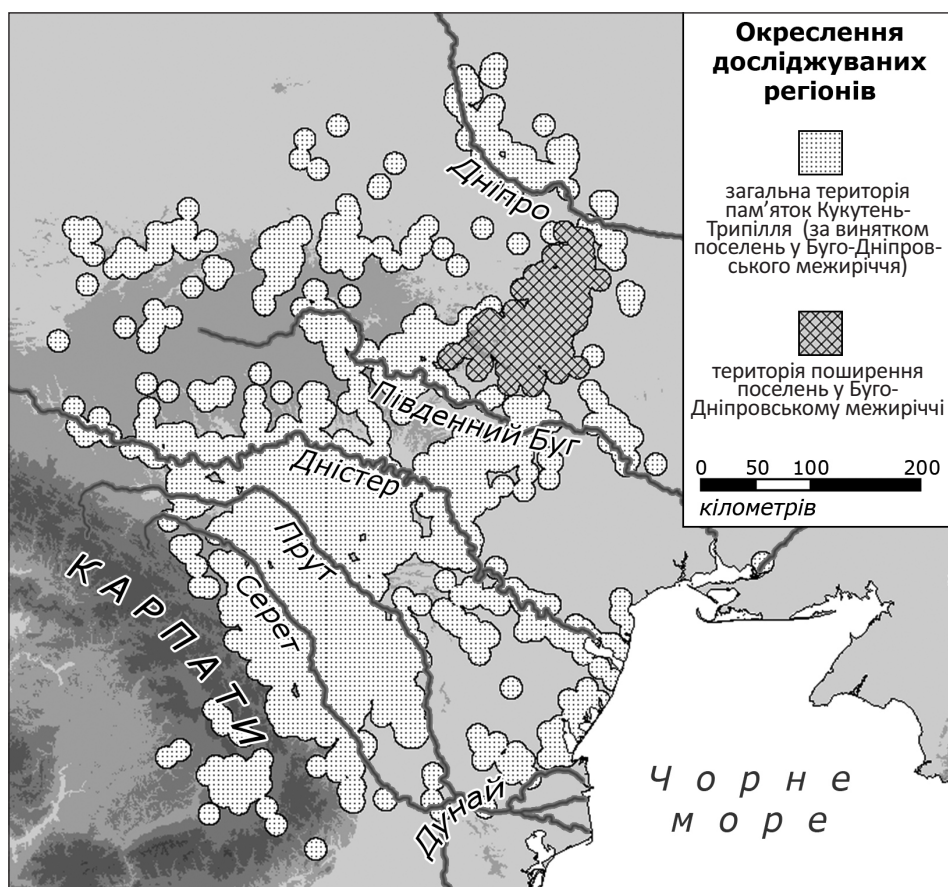 Окреслення
досліджуваних
регіонів
загальна територія
пам’яток Кукутень-
Трипілля (за винятком
поселень у Буго-Дніпров-
ського межиріччя)
територія поширення
поселень у Буго-
Дніпровському межиріччі
0 50 100 200
кілометрів
Дніпро
Південний Буг
Дністер
Прут
Серет
КАРПАТИ
Дунай
Чорне
море